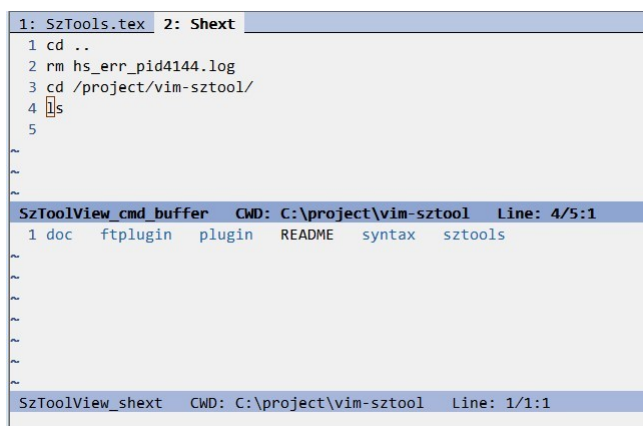 1: SzTools.tex 2: Shext
1 cd ..
2 rm hs_err_pid4144.log
3 cd /project/vim-sztool/
4 ls
5
~
~
~
SzToolView_cmd_buffer CWD: C:\project\vim-sztool Line: 4/5:1
1 doc ftplugin plugin README syntax sztools
~
~
~
~
~
~
~
SzToolView_shext CWD: C:\project\vim-sztool Line: 1/1:1